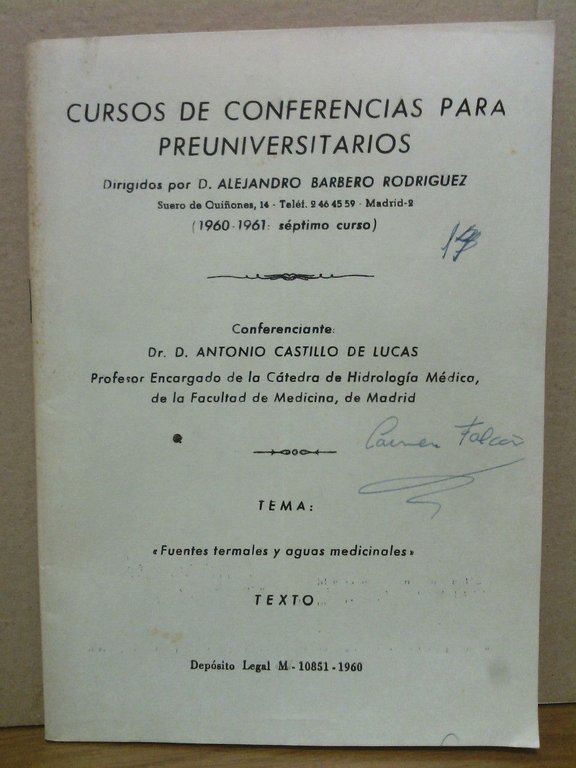 CURSOS DE CONFERENCIAS PARA
PREUNIVERSITARIOS
Dirigidos por D. ALEJANDRO BARBERO RODRIGUEZ
Suero de Quiñones, 14 - Teléf. 2 46 45 59 - Madrid-2
(1960-1961: séptimo curso)
Conferenciante:
Dr. D. ANTONIO CASTILLO DE LUCAS
Profesor Encargado de la Cátedra de Hidrología Médica,
de la Facultad de Medicina, de Madrid
Carmen Falcón
TEMA:
«Fuentes termales y aguas medicinales»
TEXTO
Depósito Legal M-10851-1960